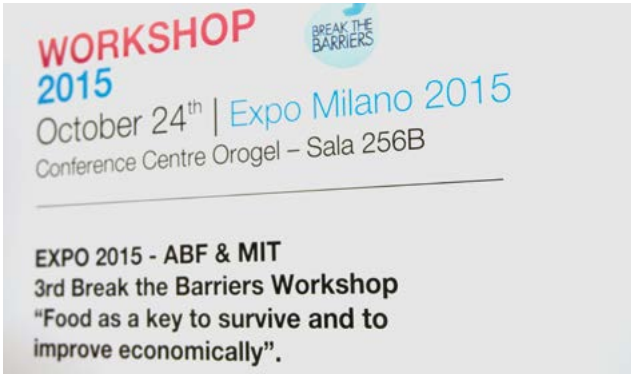 WORKSHOP
BREAK THE
BARRIERS
2015
October 24th | Expo Milano 2015
Conference Centre Orogel – Sala 256B
EXPO 2015 - ABF & MIT
3rd Break the Barriers Workshop
“Food as a key to survive and to
improve economically”.